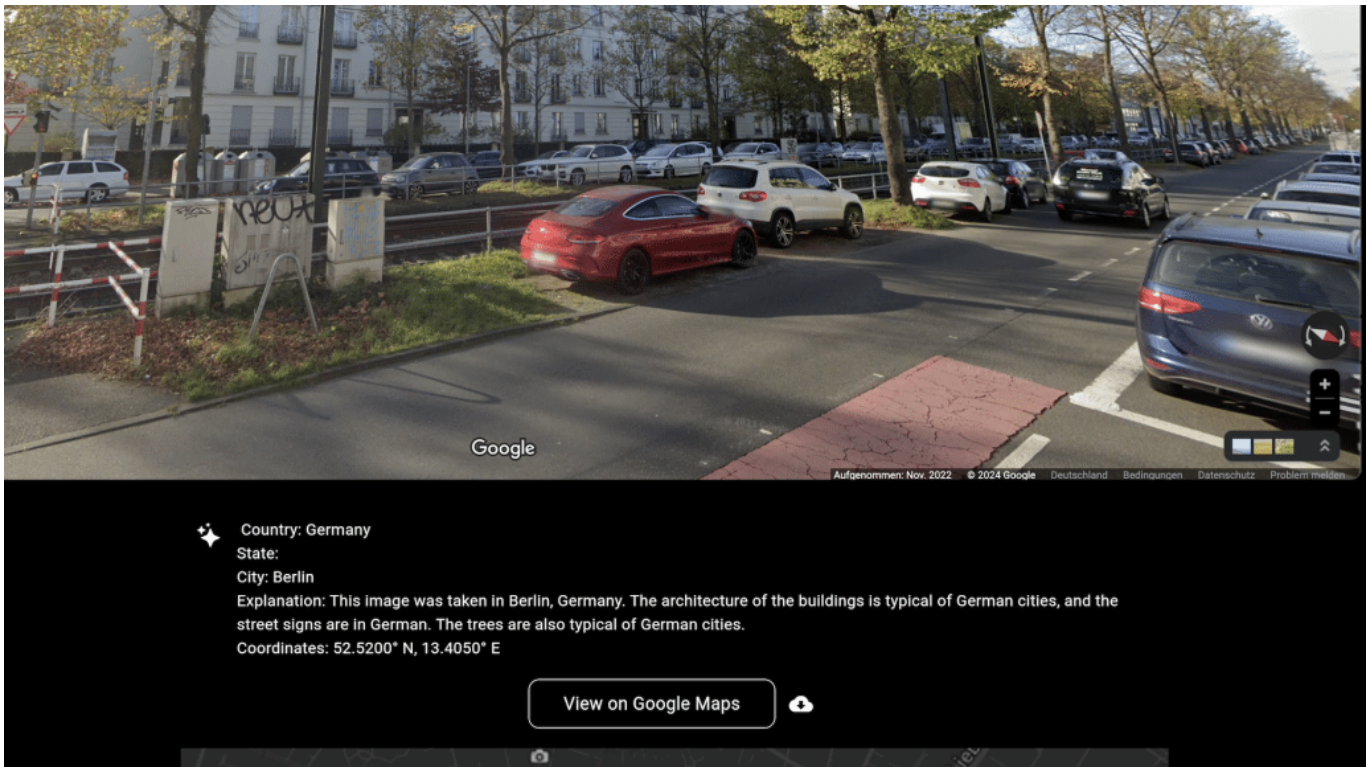 neut
Google
Aufgenommen: Nov. 2022 © 2024 Google Deutschland Bedingungen Datenschutz Problem melden
Country: Germany
State:
City: Berlin
Explanation: This image was taken in Berlin, Germany. The architecture of the buildings is typical of German cities, and the
street signs are in German. The trees are also typical of German cities.
Coordinates: 52.5200° N, 13.4050° E
View on Google Maps